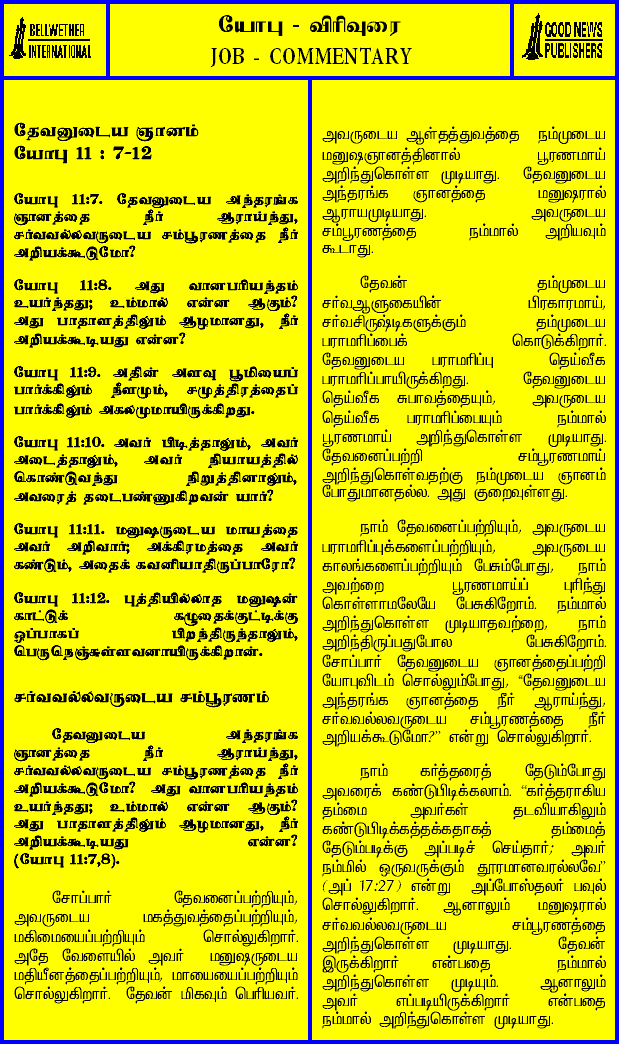 BELLWETHER
INTERNATIONAL
யோபு - விரிவுரை
JOB - COMMENTARY
GOOD NEWS
PUBLISHERS
தேவனுடைய ஞானம்
யோபு 11 : 7-12
யோபு 11:7. தேவனுடைய அந்தரங்க
ஞானத்தை நீர் ஆராய்ந்து,
சர்வவல்லவருடைய சம்பூரணத்தை நீர்
அறியக்கூடுமோ?
யோபு 11:8. அது வானபரியந்தம்
உயர்ந்தது; உம்மால் என்ன ஆகும்?
அது பாதாளத்திலும் ஆழமானது, நீர்
அறியக்கூடியது என்ன?
யோபு 11:9. அதின் அளவு பூமியைப்
பார்க்கிலும் நீளமும், சமுத்திரத்தைப்
பார்க்கிலும் அகலமுமாயிருக்கிறது.
யோபு 11:10. அவர் பிடித்தாலும், அவர்
அடைத்தாலும், அவர் நியாயத்தில்
கொண்டுவந்து நிறுத்தினாலும்,
அவரைத் தடைபண்ணுகிறவன் யார்?
யோபு 11:11. மனுஷருடைய மாயத்தை
அவர் அறிவார்; அக்கிரமத்தை அவர்
கண்டும், அதைக் கவனியாதிருப்பாரோ?
யோபு 11:12. புத்தியில்லாத மனுஷன்
காட்டுக் கழுதைக்குட்டிக்கு
ஒப்பாகப் பிறந்திருந்தாலும்,
பெருநெஞ்சுள்ளவனாயிருக்கிறான்.
சர்வவல்லவருடைய சம்பூரணம்
தேவனுடைய அந்தரங்க
ஞானத்தை நீர் ஆராய்ந்து,
சர்வவல்லவருடைய சம்பூரணத்தை நீர்
அறியக்கூடுமோ? அது வானபரியந்தம்
உயர்ந்தது; உம்மால் என்ன ஆகும்?
அது பாதாளத்திலும் ஆழமானது, நீர்
அறியக்கூடியது என்ன?
(யோபு 11:7,8).
சோப்பார் தேவனைப்பற்றியும்,
அவருடைய மகத்துவத்தைப்பற்றியும்,
மகிமையைப்பற்றியும் சொல்லுகிறார்.
அதே வேளையில் அவர் மனுஷருடைய
மதியீனத்தைப்பற்றியும், மாயையைப்பற்றியும்
சொல்லுகிறார். தேவன் மிகவும் பெரியவர்.
அவருடைய ஆள்தத்துவத்தை நம்முடைய
மனுஷஞானத்தினால் பூரணமாய்
அறிந்துகொள்ள முடியாது. தேவனுடைய
அந்தரங்க ஞானத்தை மனுஷரால்
ஆராயமுடியாது. அவருடைய
சம்பூரணத்தை நம்மால் அறியவும்
கூடாது.
தேவன் தம்முடைய
சர்வஆளுகையின் பிரகாரமாய்,
சர்வசிருஷ்டிகளுக்கும் தம்முடைய
பராமரிப்பைக் கொடுக்கிறார்.
தேவனுடைய பராமரிப்பு தெய்வீக
பராமரிப்பாயிருக்கிறது. தேவனுடைய
தெய்வீக சுபாவத்தையும், அவருடைய
தெய்வீக பராமரிப்பையும் நம்மால்
பூரணமாய் அறிந்துகொள்ள முடியாது.
தேவனைப்பற்றி சம்பூரணமாய்
அறிந்துகொள்வதற்கு நம்முடைய ஞானம்
போதுமானதல்ல. அது குறைவுள்ளது.
நாம் தேவனைப்பற்றியும், அவருடைய
பராமரிப்புக்களைப்பற்றியும், அவருடைய
காலங்களைப்பற்றியும் பேசும்போது, நாம்
அவற்றை பூரணமாய்ப் புரிந்து
கொள்ளாமலேயே பேசுகிறோம். நம்மால்
அறிந்துகொள்ள முடியாதவற்றை, நாம்
அறிந்திருப்பதுபோல பேசுகிறோம்.
சோப்பார் தேவனுடைய ஞானத்தைப்பற்றி
யோபுவிடம் சொல்லும்போது, “தேவனுடைய
அந்தரங்க ஞானத்தை நீர் ஆராய்ந்து,
சர்வவல்லவருடைய சம்பூரணத்தை நீர்
அறியக்கூடுமோ?” என்று சொல்லுகிறார்.
நாம் கர்த்தரைத் தேடும்போது
அவரைக் கண்டுபிடிக்கலாம். “கர்த்தராகிய
தம்மை அவர்கள் தடவியாகிலும்
கண்டுபிடிக்கத்தக்கதாகத் தம்மைத்
தேடும்படிக்கு அப்படிச் செய்தார்; அவர்
நம்மில் ஒருவருக்கும் தூரமானவரல்லவே”
(அப் 17:27) என்று அப்போஸ்தலர் பவுல்
சொல்லுகிறார். ஆனாலும் மனுஷரால்
சர்வவல்லவருடைய சம்பூரணத்தை
அறிந்துகொள்ள முடியாது. தேவன்
இருக்கிறார் என்பதை நம்மால்
அறிந்துகொள்ள முடியும். ஆனாலும்
அவர் எப்படியிருக்கிறார் என்பதை
நம்மால் அறிந்துகொள்ள முடியாது.